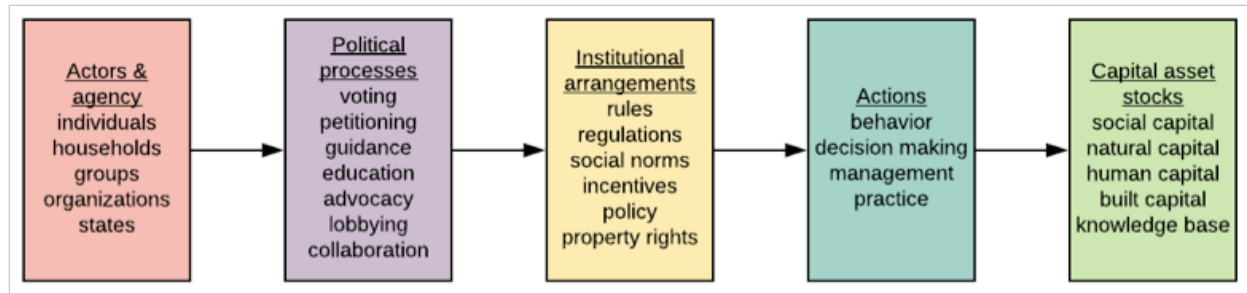 Actors &
agency
individuals
households
groups
organizations
states
Political
processes
voting
petitioning
guidance
education
advocacy
lobbying
collaboration
Institutional
arrangements
rules
regulations
social norms
incentives
policy
property rights
Actions
behavior
decision making
management
practice
Capital asset
stocks
social capital
natural capital
human capital
built capital
knowledge base